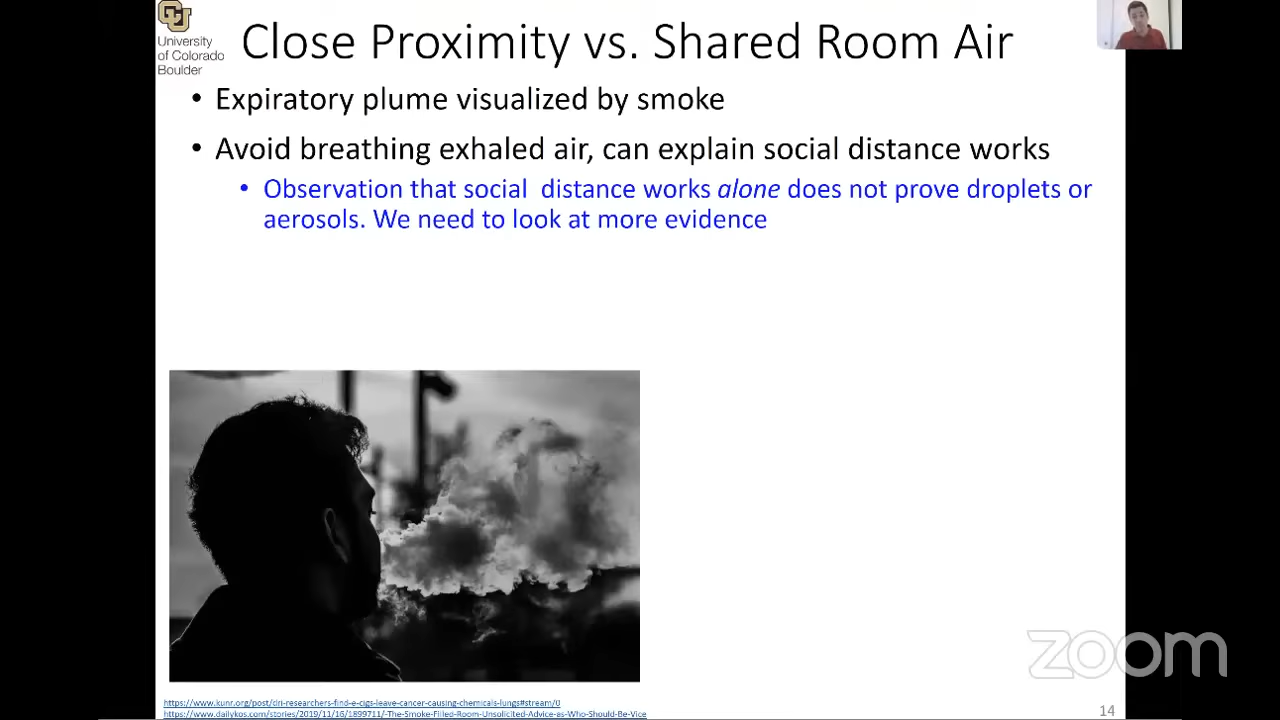 University
of Colorado
Boulder
Close Proximity vs. Shared Room Air
• Expiratory plume visualized by smoke
• Avoid breathing exhaled air, can explain social distance works
• Observation that social distance works alone does not prove droplets or
aerosols. We need to look at more evidence
zoom
https://www.kunr.org/post/dri-researchers-find-e-cigs-leave-cancer-causing-chemicals-lungs#stream/0
https://www.dailykos.com/stories/2019/11/16/1899711/-The-Smoke-Filled-Room-Unsolicited-Advice-as-Who-Should-Be-Vice
14